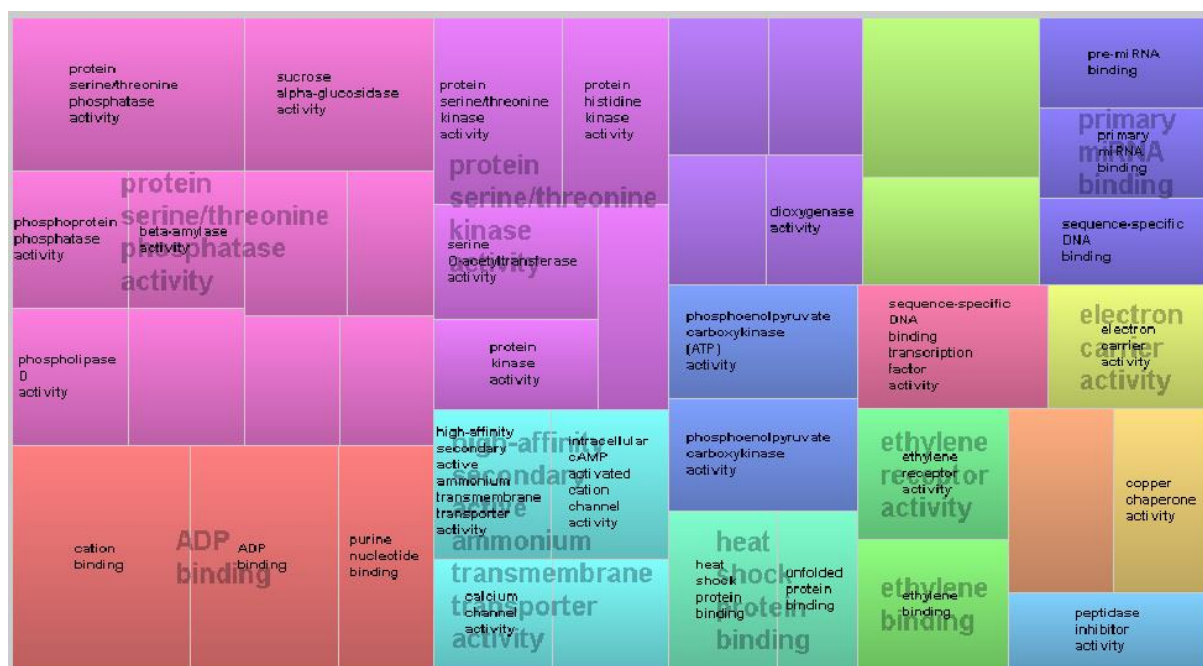 protein
serine/threonine
phosphatase
activity
sucrose
alpha-glucosidase
activity
phosphoprotein
phosphatase
activity
beta-amylase
activity
phospholipase
D
activity
protein
serine/threonine
phosphatase
activity
protein
serine/threonine
kinase
activity
protein
histidine
kinase
activity
serine
O-acetyltransferase
activity
protein
kinase
activity
protein
serine/threonine
kinase
activity
dioxygenase
activity
pre-miRNA
binding
primary
miRNA
binding
sequence-specific
DNA
binding
primary
miRNA
binding
phosphoenolpyruvate
carboxykinase
(ATP)
activity
phosphoenolpyruvate
carboxykinase
activity
sequence-specific
DNA
binding
transcription
factor
activity
electron
carrier
activity
electron
carrier
activity
cation
binding
ADP
binding
purine
nucleotide
binding
ADP
binding
high-affinity
secondary
active
ammonium
transmembrane
transporter
activity
intracellular
cAMP
activated
cation
channel
activity
calcium
channel
activity
high-affinity
secondary
active
ammonium
transmembrane
transporter
activity
heat
shock
protein
binding
unfolded
protein
binding
heat
shock
protein
binding
ethylene
receptor
activity
ethylene
receptor
activity
ethylene
binding
ethylene
binding
copper
chaperone
activity
peptidase
inhibitor
activity